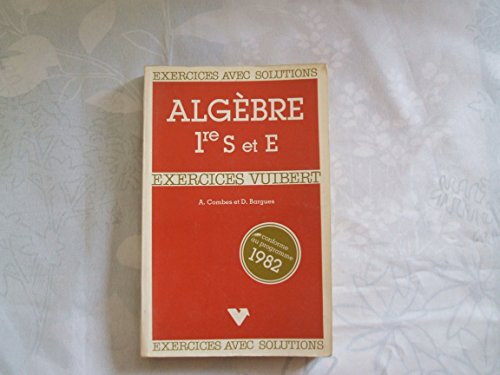 EXERCICES AVEC SOLUTIONS
ALGÈBRE
1re S et E
EXERCICES VUIBERT
A. Combes et D. Bargues
conforme
au programme
1982
EXERCICES AVEC SOLUTIONS